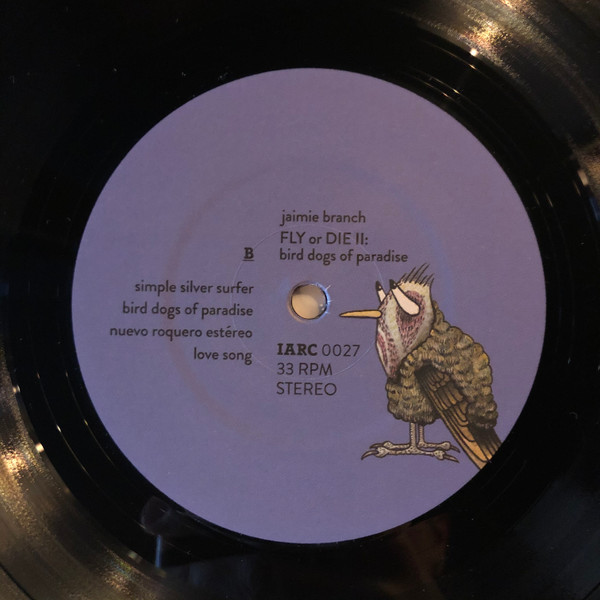 jaimie branch
FLY or DIE II:
bird dogs of paradise
B
simple silver surfer
bird dogs of paradise
nuevo roquero estéreo
love song
IARC 0027
33 RPM
STEREO